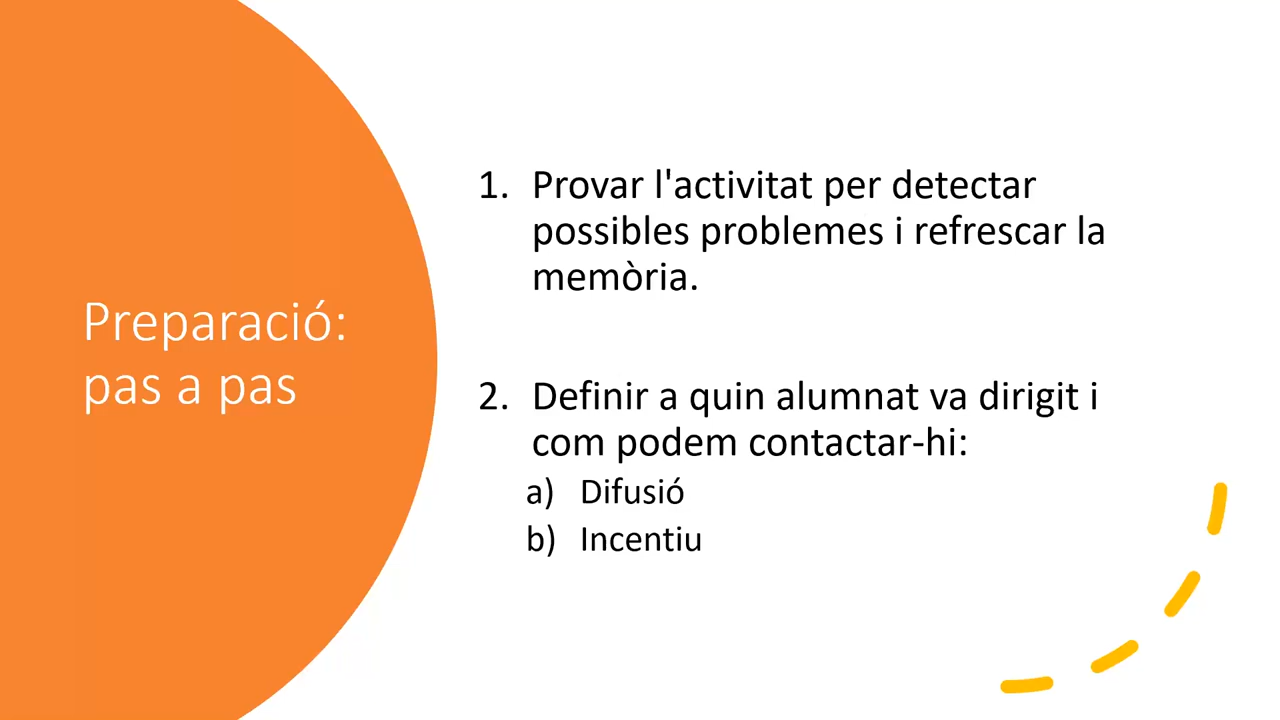 Preparació:
pas a pas
1. Provar l'activitat per detectar
possibles problemes i refrescar la
memòria.
2. Definir a quin alumnat va dirigit i
com podem contactar-hi:
a) Difusió
b) Incentiu